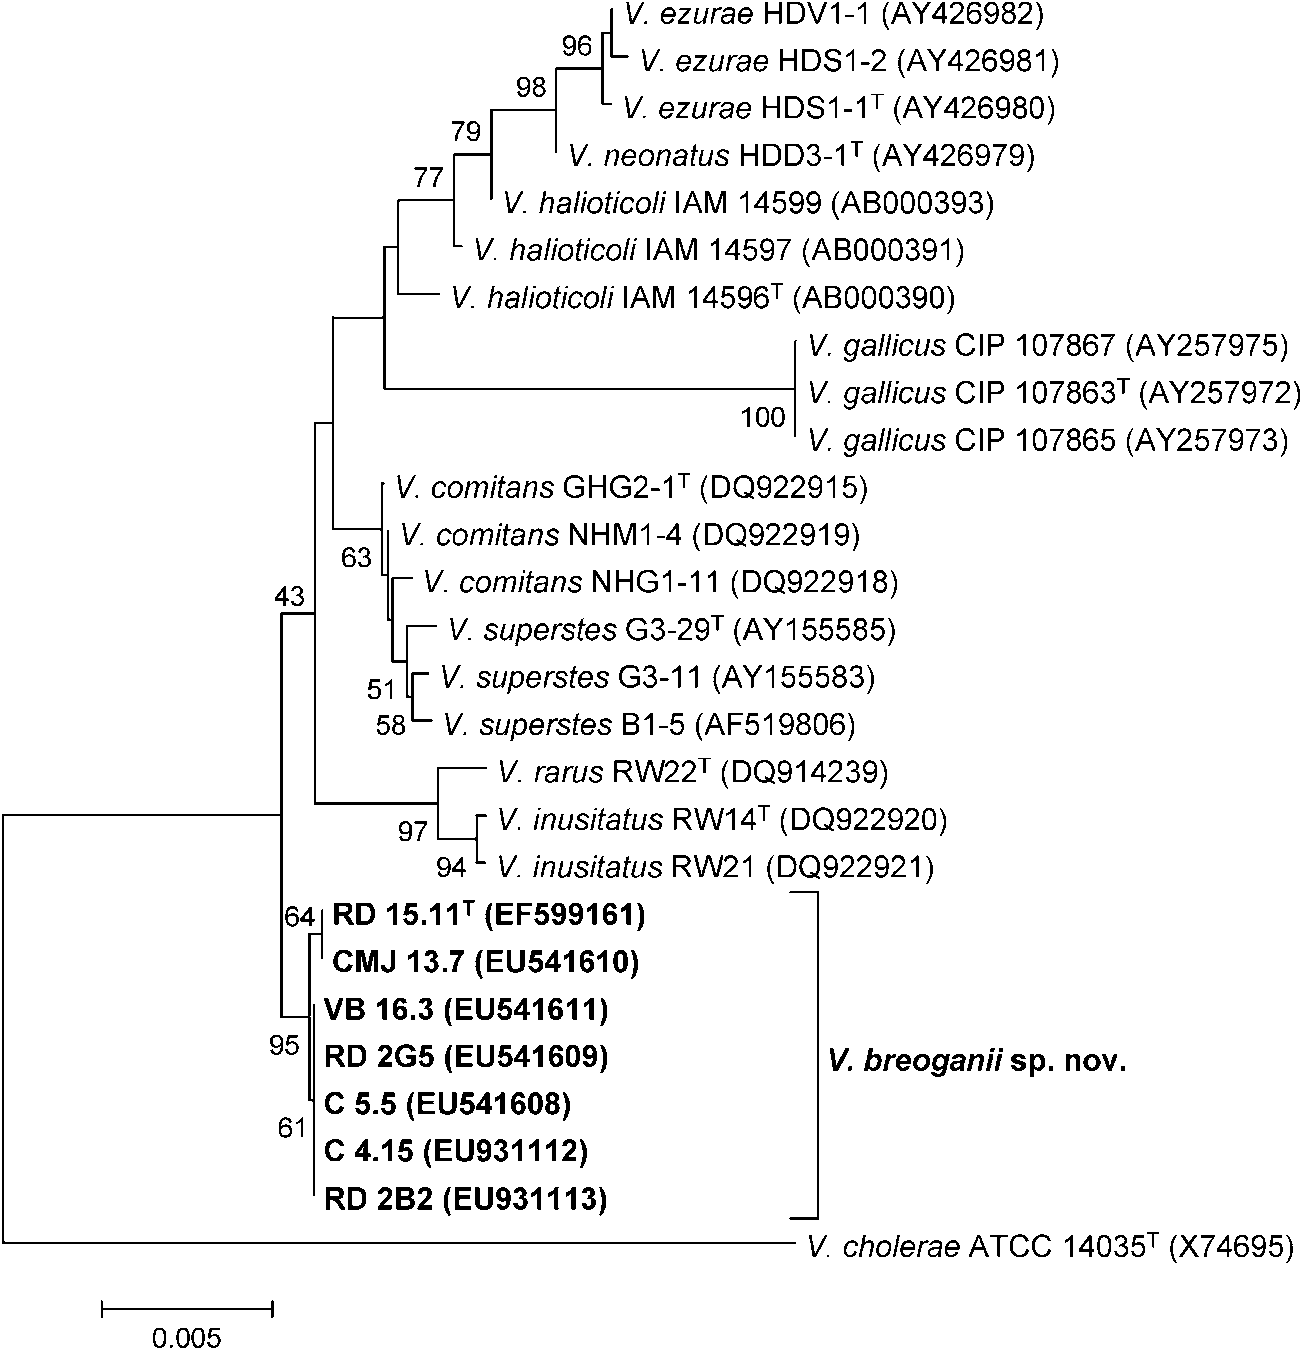 V. ezurae HDV1-1 (AY426982)
96
V. ezurae HDS1-2 (AY426981)
98
V. ezurae HDS1-1ᵀ (AY426980)
79
V. neonatus HDD3-1ᵀ (AY426979)
77
V. halioticoli IAM 14599 (AB000393)
V. halioticoli IAM 14597 (AB000391)
V. halioticoli IAM 14596ᵀ (AB000390)
V. gallicus CIP 107867 (AY257975)
V. gallicus CIP 107863ᵀ (AY257972)
100
V. gallicus CIP 107865 (AY257973)
V. comitans GHG2-1ᵀ (DQ922915)
V. comitans NHM1-4 (DQ922919)
63
V. comitans NHG1-11 (DQ922918)
43
V. superstes G3-29ᵀ (AY155585)
V. superstes G3-11 (AY155583)
51
58
V. superstes B1-5 (AF519806)
V. rarus RW22ᵀ (DQ914239)
V. inusitatus RW14ᵀ (DQ922920)
97
94
V. inusitatus RW21 (DQ922921)
64
RD 15.11ᵀ (EF599161)
CMJ 13.7 (EU541610)
VB 16.3 (EU541611)
95
RD 2G5 (EU541609)
V. breoganii sp. nov.
C 5.5 (EU541608)
61
C 4.15 (EU931112)
RD 2B2 (EU931113)
V. cholerae ATCC 14035ᵀ (X74695)
0.005